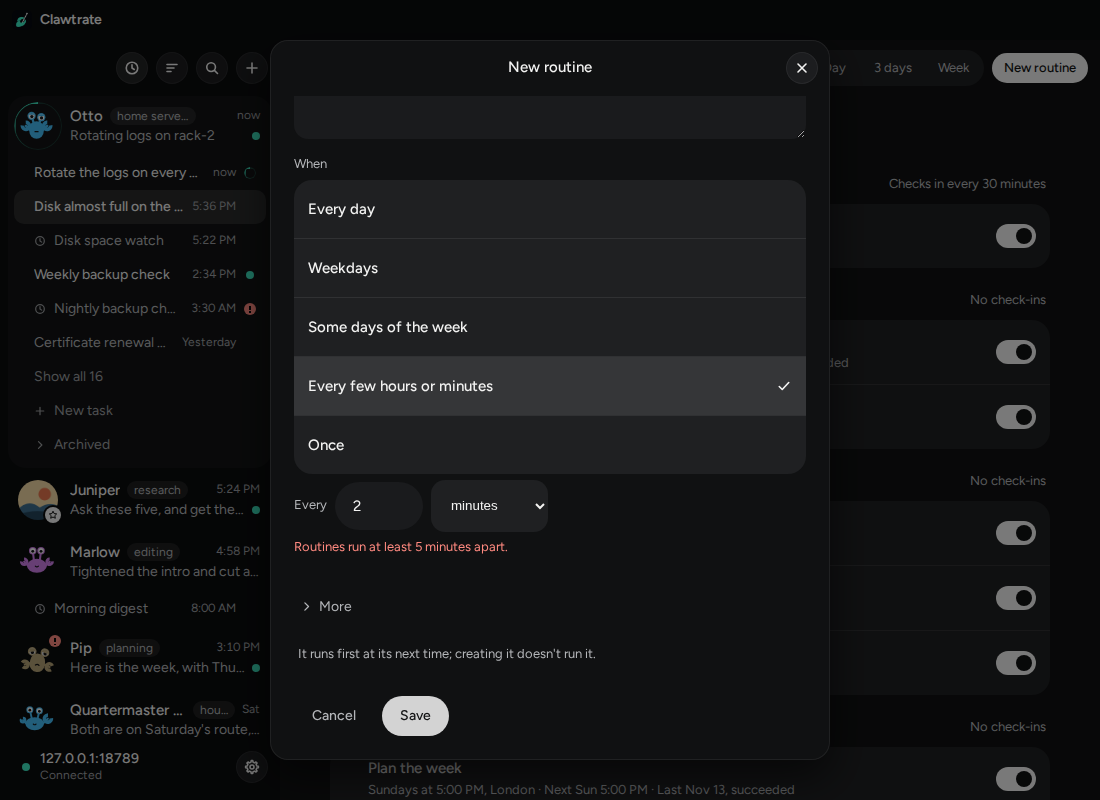 Clawtrate
Otto
home serve...
now
Rotating logs on rack-2
Rotate the logs on every ...
now
Disk almost full on the ...
5:36 PM
Disk space watch
5:22 PM
Weekly backup check
2:34 PM
Nightly backup ch...
3:30 AM
Certificate renewal ...
Yesterday
Show all 16
New task
Archived
Juniper
research
5:24 PM
Ask these five, and get the...
Marlow
editing
4:58 PM
Tightened the intro and cut a...
Morning digest
8:00 AM
Pip
planning
3:10 PM
Here is the week, with Thu...
Quartermaster ...
hou...
Sat
Both are on Saturday's route,...
127.0.0.1:18789
Connected
New routine
When
Every day
Weekdays
Some days of the week
Every few hours or minutes
Once
Every
2
minutes
Routines run at least 5 minutes apart.
More
It runs first at its next time; creating it doesn't run it.
Cancel
Save
3 days
Week
New routine
Checks in every 30 minutes
No check-ins
No check-ins
No check-ins
Plan the week
Sundays at 5:00 PM, London · Next Sun 5:00 PM · Last Nov 13, succeeded